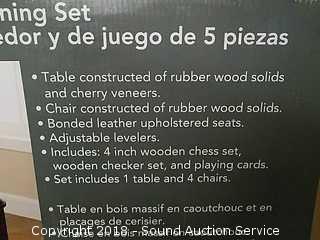 ning Set
edor y de juego de 5 piezas
• Table constructed of rubber wood solids
and cherry veneers.
• Chair constructed of rubber wood solids.
• Bonded leather upholstered seats.
• Adjustable levelers.
• Includes: 4 inch wooden chess set,
wooden checker set, and playing cards.
• Set includes 1 table and 4 chairs.
• Table en bois massif en caoutchouc et en
placages de cerisier.
Copyright 2018 - Sound Auction Service